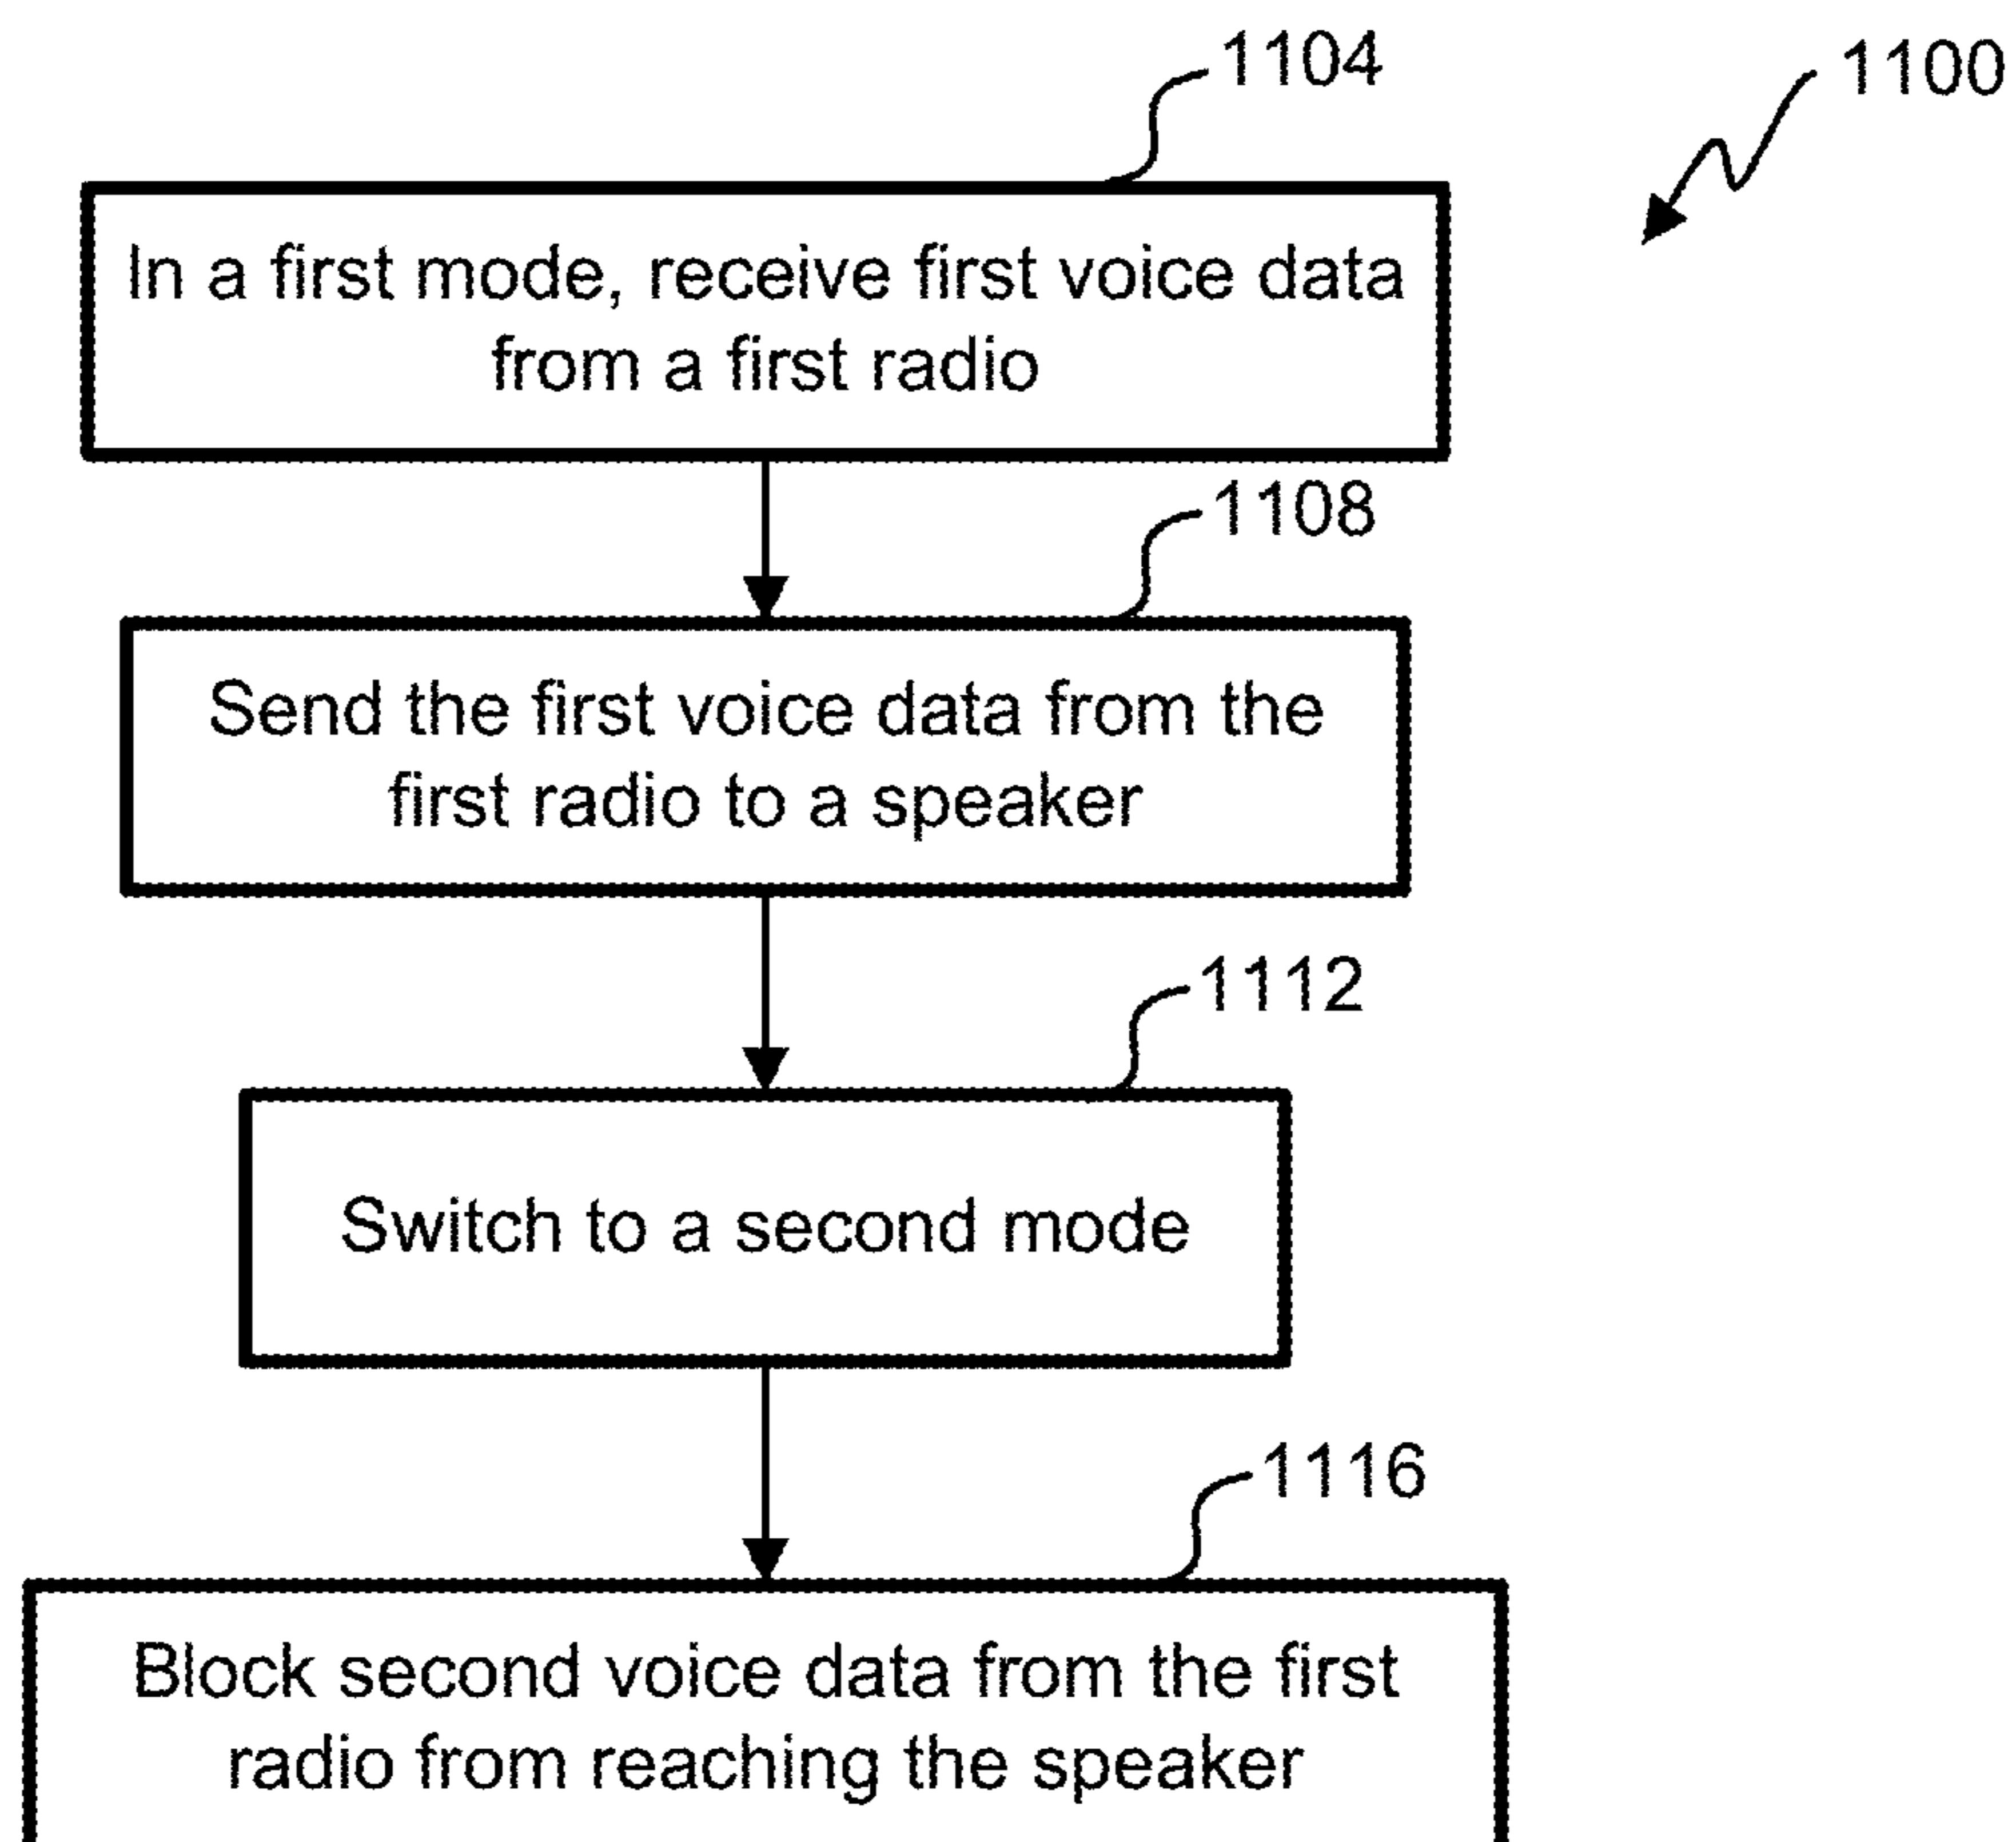 1104
1100
In a first mode, receive first voice data
from a first radio
1108
Send the first voice data from the
first radio to a speaker
1112
Switch to a second mode
1116
Block second voice data from the first
radio from reaching the speaker